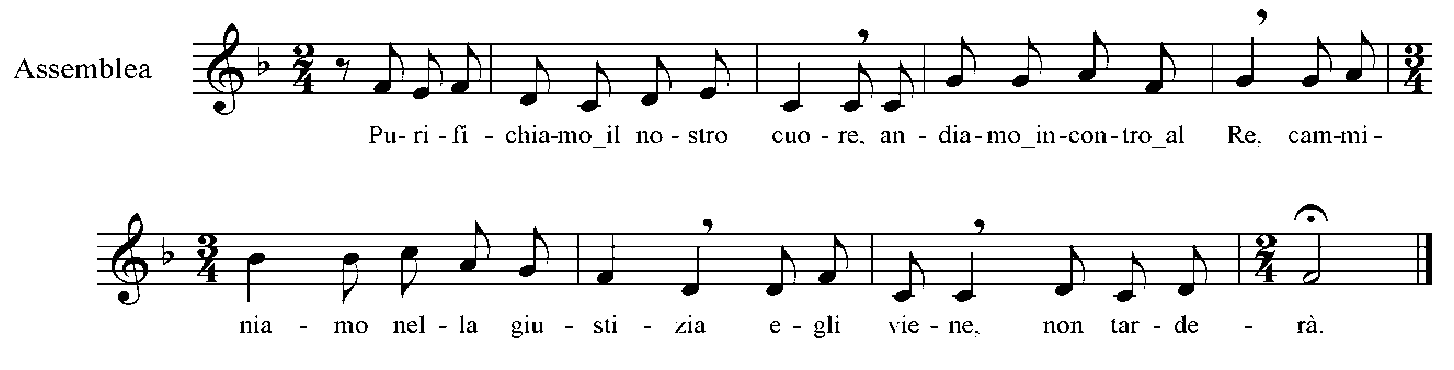 Assemblea
Pu- ri - fi - chia-mo_il no - stro cuo - re, an - dia - mo_in - con - tro_al Re, cam - mi -
nia - mo nel - la giu - sti - zia e - gli vie - ne, non tar - de - rà.